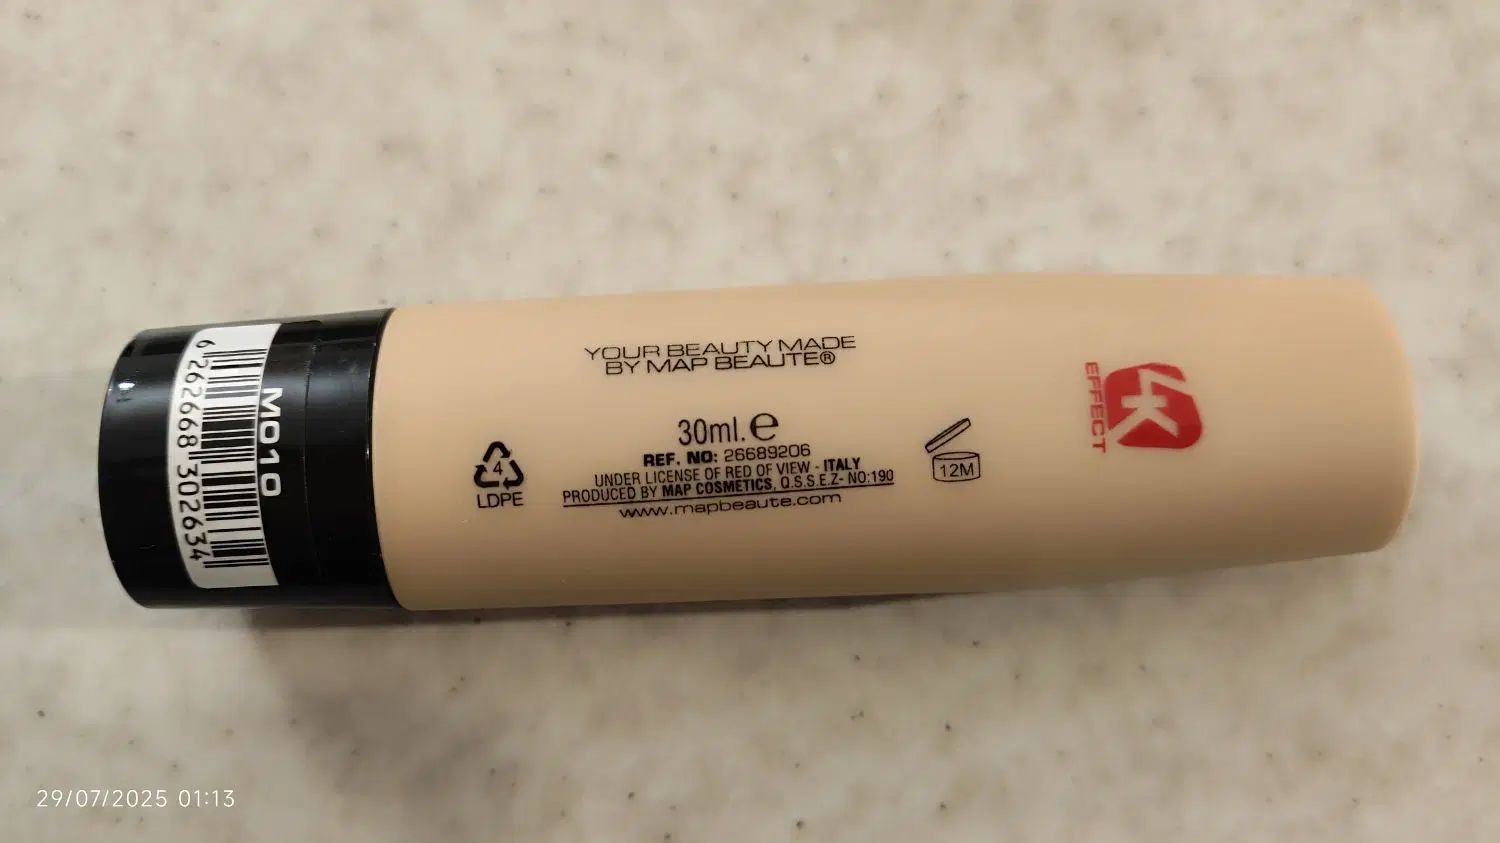 YOUR BEAUTY MADE
BY MAP BEAUTE®
30ml. e
REF. NO: 26689206
UNDER LICENSE OF RED OF VIEW - ITALY
PRODUCED BY MAP COSMETICS, Q.S.S.E.Z- NO:190
www.mapbeaute.com
4
LDPE
12M
4K
EFFECT
M010
6 262668 302634
29/07/2025 01:13